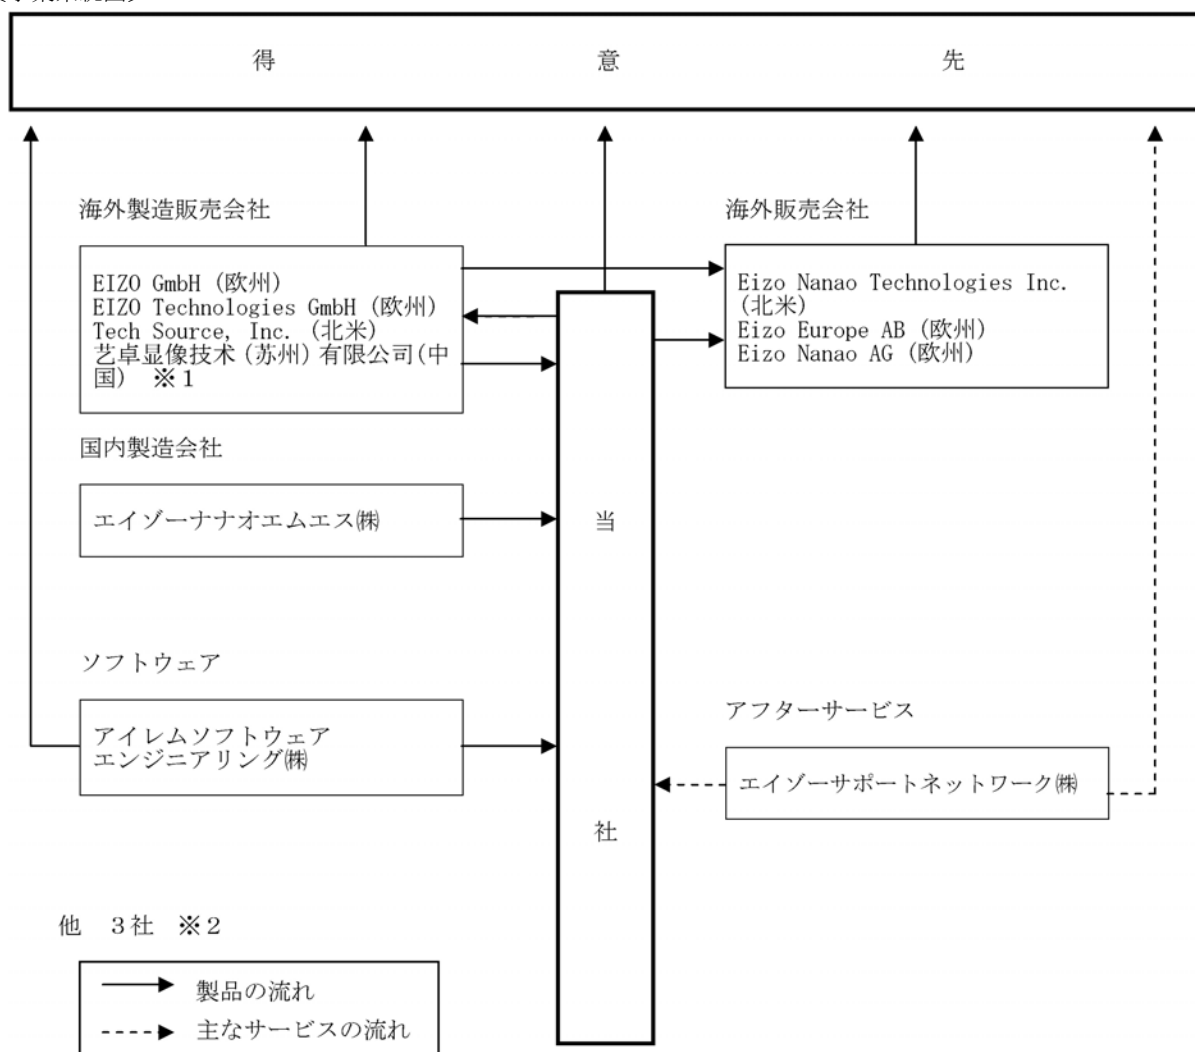 得意先
海外製造販売会社
EIZO GmbH (欧州)
EIZO Technologies GmbH (欧州)
Tech Source, Inc. (北米)
艺卓显像技术(苏州)有限公司(中
国) ※1
海外販売会社
Eizo Nanao Technologies Inc.
(北米)
Eizo Europe AB (欧州)
Eizo Nanao AG (欧州)
国内製造会社
エイゾーナナオエムエス㈱
当社
ソフトウェア
アイレムソフトウェア
エンジニアリング㈱
アフターサービス
エイゾーサポートネットワーク㈱
他 3社 ※2
製品の流れ
主なサービスの流れ